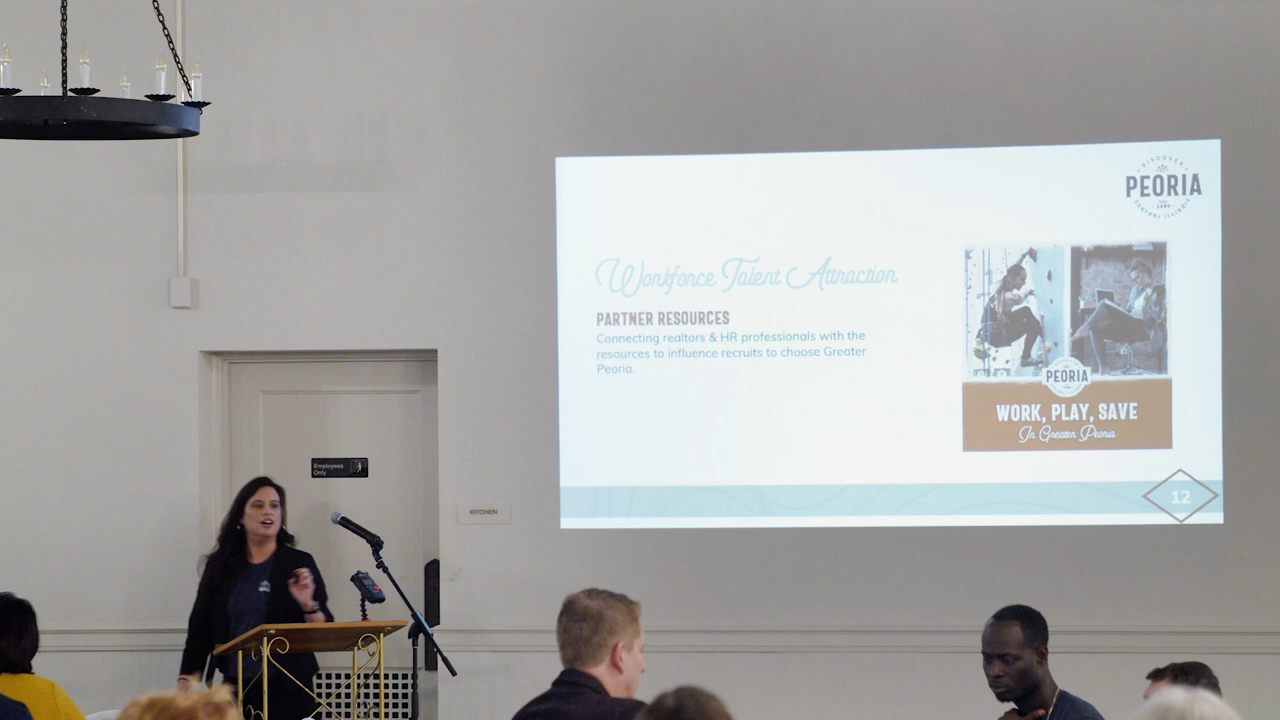 DISCOVER
PEORIA
CENTRAL ILLINOIS
Workforce Talent Attraction
PARTNER RESOURCES
Connecting realtors & HR professionals with the
resources to influence recruits to choose Greater
Peoria.
PEORIA
WORK, PLAY, SAVE
In Greater Peoria
12
Employees
Only
KITCHEN